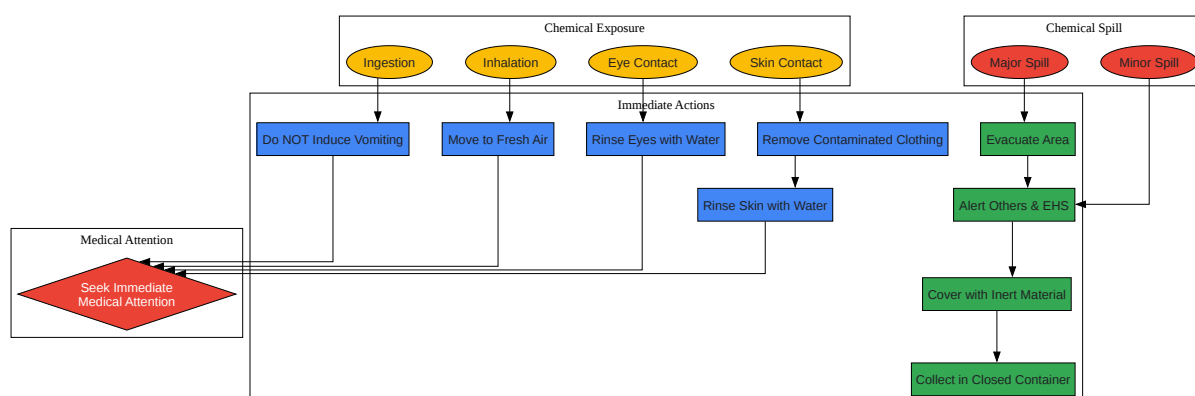 Chemical Exposure
Chemical Spill
Ingestion
Inhalation
Eye Contact
Skin Contact
Major Spill
Minor Spill
Immediate Actions
Do NOT Induce Vomiting
Move to Fresh Air
Rinse Eyes with Water
Remove Contaminated Clothing
Evacuate Area
Rinse Skin with Water
Alert Others & EHS
Medical Attention
Seek Immediate
Medical Attention
Cover with Inert Material
Collect in Closed Container